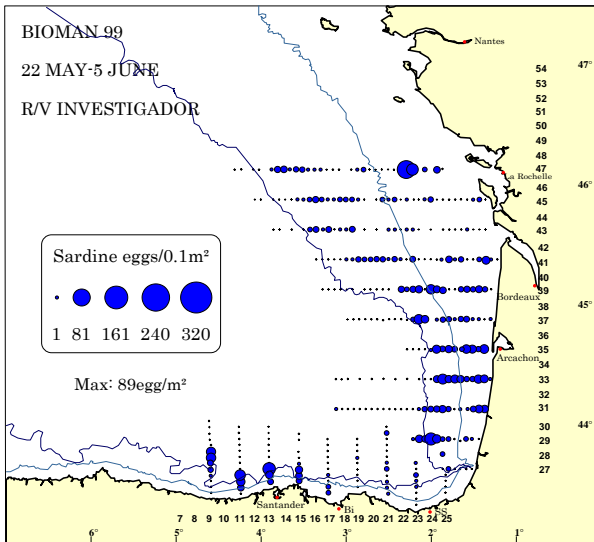 BIOMAN 99
22 MAY-5 JUNE
R/V INVESTIGADOR
Nantes
47°
54
53
52
51
50
49
48
47
La Rochelle
46
46°
45
44
43
42
41
40
39
Bordeaux
38
45°
37
36
35
Arcachon
34
33
32
31
30
44°
29
28
27
Sardine eggs/0.1m²
1 81 161 240 320
Max: 89egg/m²
Santander
Bi
SS
7 8 9 10 11 12 13 14 15 16 17 18 19 20 21 22 23 24 25
6° 5° 4° 3° 2° 1°